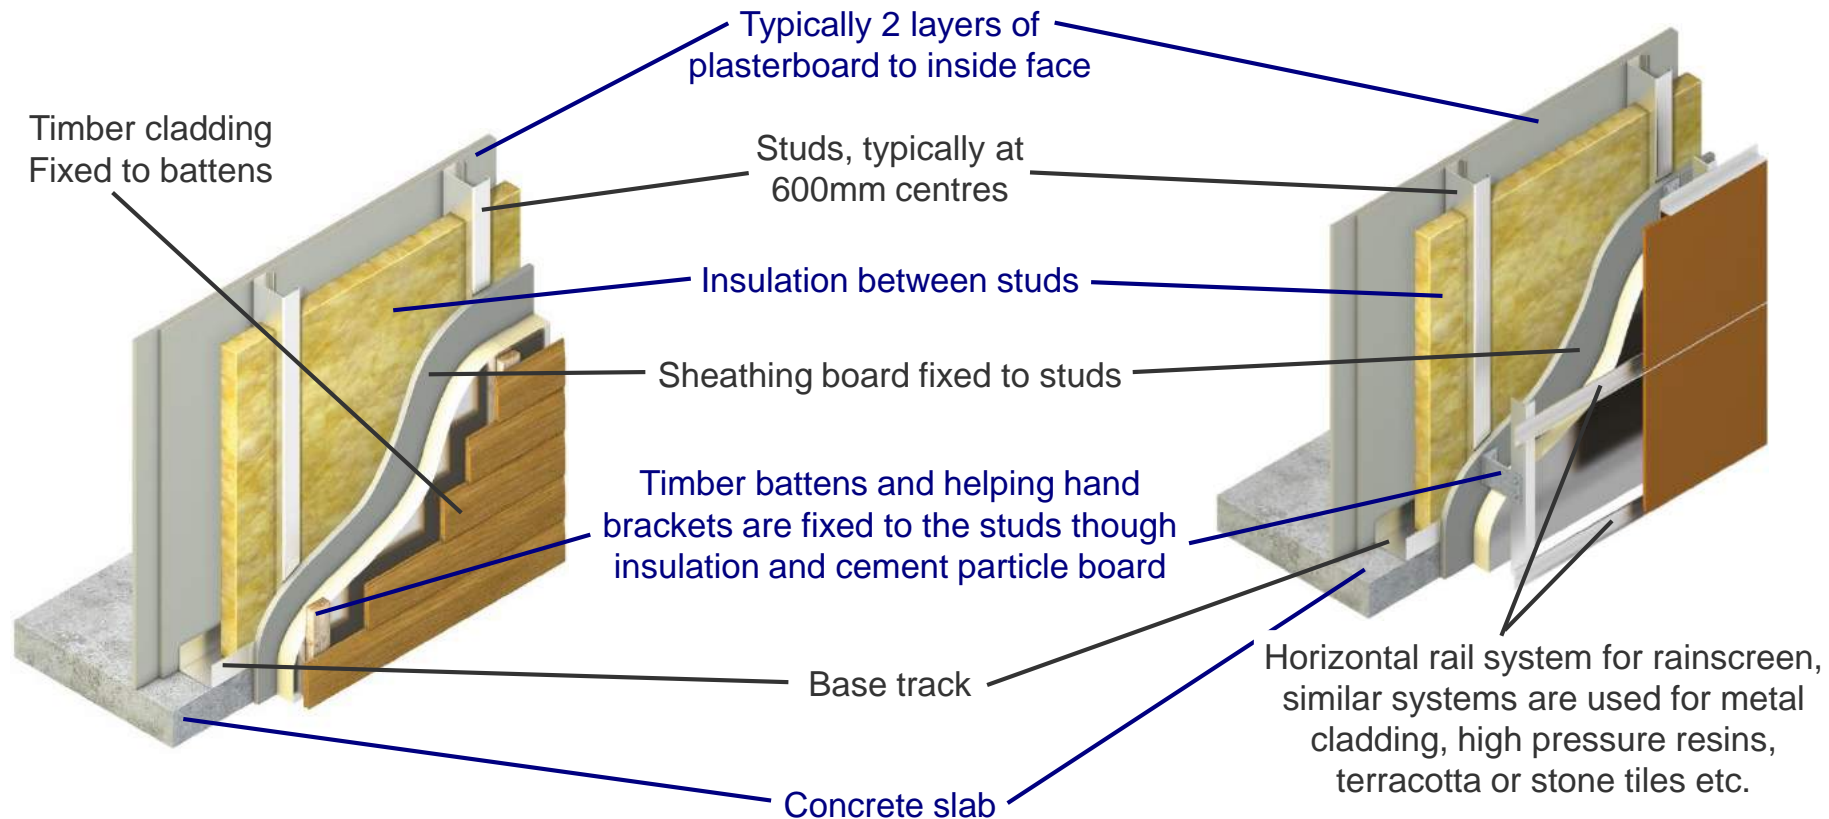 Typically 2 layers of
plasterboard to inside face
Timber cladding
Fixed to battens
Studs, typically at
600mm centres
Insulation between studs
Sheathing board fixed to studs
Timber battens and helping hand
brackets are fixed to the studs though
insulation and cement particle board
Base track
Horizontal rail system for rainscreen,
similar systems are used for metal
cladding, high pressure resins,
terracotta or stone tiles etc.
Concrete slab